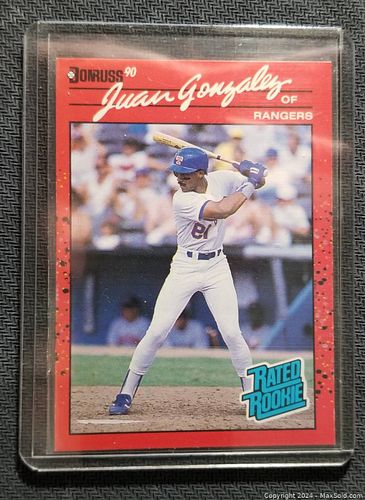 DONRUSS 90
Juan Gonzalez
OF
RANGERS
T
RATED
ROOKIE
Copyright 2024 - MaxSold.com